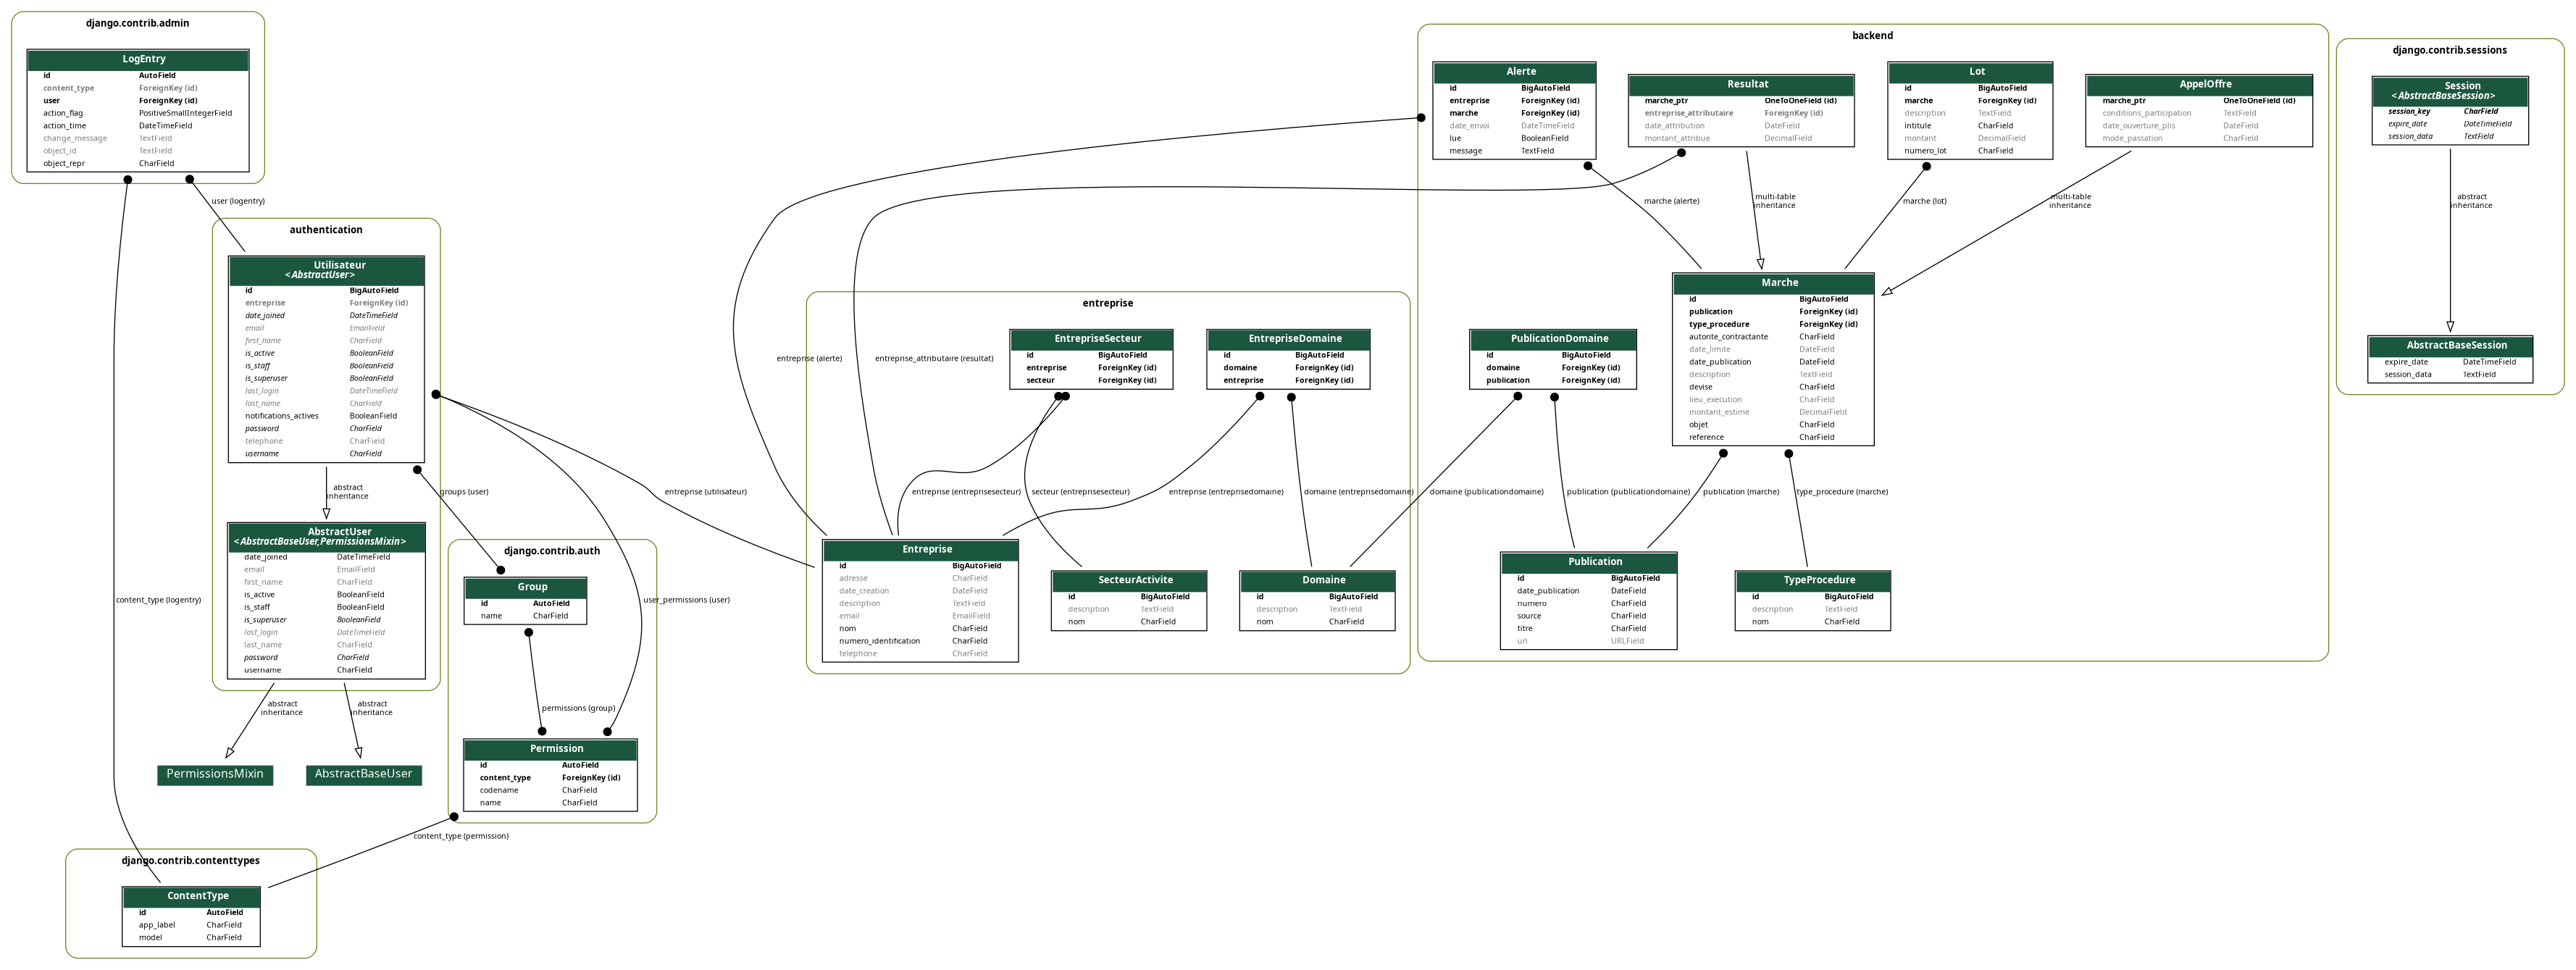 django.contrib.admin
LogEntry
id AutoField
content_type ForeignKey (id)
user ForeignKey (id)
action_flag PositiveSmallIntegerField
action_time DateTimeField
change_message TextField
object_id TextField
object_repr CharField
user (logentry)
content_type (logentry)
authentication
Utilisateur
<AbstractUser>
id BigAutoField
entreprise ForeignKey (id)
date_joined DateTimeField
email EmailField
first_name CharField
is_active BooleanField
is_staff BooleanField
is_superuser BooleanField
last_login DateTimeField
last_name CharField
notifications_actives BooleanField
password CharField
telephone CharField
username CharField
abstract
inheritance
groups (user)
entreprise (utilisateur)
user_permissions (user)
AbstractUser
<AbstractBaseUser,PermissionsMixin>
date_joined DateTimeField
email EmailField
first_name CharField
is_active BooleanField
is_staff BooleanField
is_superuser BooleanField
last_login DateTimeField
last_name CharField
password CharField
username CharField
abstract
inheritance
abstract
inheritance
PermissionsMixin
AbstractBaseUser
django.contrib.auth
Group
id AutoField
name CharField
permissions (group)
Permission
id AutoField
content_type ForeignKey (id)
codename CharField
name CharField
content_type (permission)
django.contrib.contenttypes
ContentType
id AutoField
app_label CharField
model CharField
entreprise
EntrepriseSecteur
id BigAutoField
entreprise ForeignKey (id)
secteur ForeignKey (id)
EntrepriseDomaine
id BigAutoField
domaine ForeignKey (id)
entreprise ForeignKey (id)
entreprise (alerte)
entreprise_attributaire (resultat)
entreprise (entreprisesecteur)
secteur (entreprisesecteur)
entreprise (entreprisedomaine)
domaine (entreprisedomaine)
Entreprise
id BigAutoField
adresse CharField
date_creation DateField
description TextField
email EmailField
nom CharField
numero_identification CharField
telephone CharField
SecteurActivite
id BigAutoField
description TextField
nom CharField
Domaine
id BigAutoField
description TextField
nom CharField
backend
Alerte
id BigAutoField
entreprise ForeignKey (id)
marche ForeignKey (id)
date_envoi DateTimeField
lue BooleanField
message TextField
Resultat
marche_ptr OneToOneField (id)
entreprise_attributaire ForeignKey (id)
date_attribution DateField
montant_attribue DecimalField
Lot
id BigAutoField
marche ForeignKey (id)
description TextField
intitule CharField
montant DecimalField
numero_lot CharField
AppelOffre
marche_ptr OneToOneField (id)
conditions_participation TextField
date_ouverture_plis DateField
mode_passation CharField
marche (alerte)
multi-table
inheritance
marche (lot)
multi-table
inheritance
Marche
id BigAutoField
publication ForeignKey (id)
type_procedure ForeignKey (id)
autorite_contractante CharField
date_limite DateField
date_publication DateField
description TextField
devise CharField
lieu_execution CharField
montant_estime DecimalField
objet CharField
reference CharField
PublicationDomaine
id BigAutoField
domaine ForeignKey (id)
publication ForeignKey (id)
domaine (publicationdomaine)
publication (publicationdomaine)
publication (marche)
type_procedure (marche)
Publication
id BigAutoField
date_publication DateField
numero CharField
source CharField
titre CharField
url URLField
TypeProcedure
id BigAutoField
description TextField
nom CharField
django.contrib.sessions
Session
<AbstractBaseSession>
session_key CharField
expire_date DateTimeField
session_data TextField
abstract
inheritance
AbstractBaseSession
expire_date DateTimeField
session_data TextField